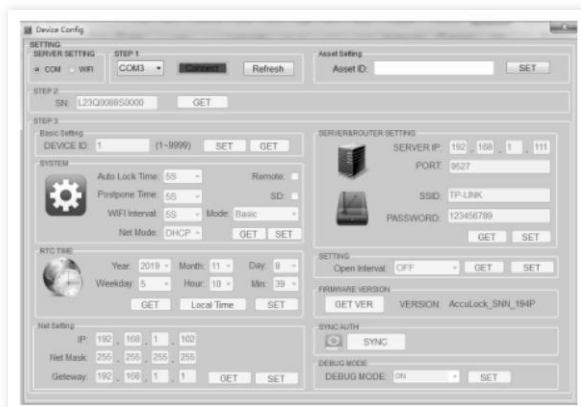 Device Config
SETTING
SERVER SETTING
COM WIFI
STEP 1
COM3 Connect Refresh
Asset Setting
Asset ID: SET
STEP 2
SN: L23Q0088S0000 GET
STEP 3
Basic Setting
DEVICE ID: 1 (1~9999) SET GET
SYSTEM
Auto Lock Time: 5S Remote:
Postpone Time: 5S SD:
WIFI Interval: 5S Mode: Basic
Net Mode: DHCP GET SET
RTC TIME
Year: 2019 Month: 11 Day: 8
Weekday: 5 Hour: 10 Min: 39
GET Local Time SET
Net Setting
IP: 192 . 168 . 1 . 102
Net Mask: 255 . 255 . 255 . 255
Geteway: 192 . 168 . 1 . 1 GET SET
SERVER&ROUTER SETTING
SERVER IP: 192 . 168 . 1 . 111
PORT: 9527
SSID: TP-LINK
PASSWORD: 123456789
GET SET
SETTING
Open Interval: OFF GET SET
FIRMWARE VERSION
GET VER VERSION: AccuLock_SNN_194P
SYNC AUTH
SYNC
DEBUG MODE
DEBUG MODE: ON SET